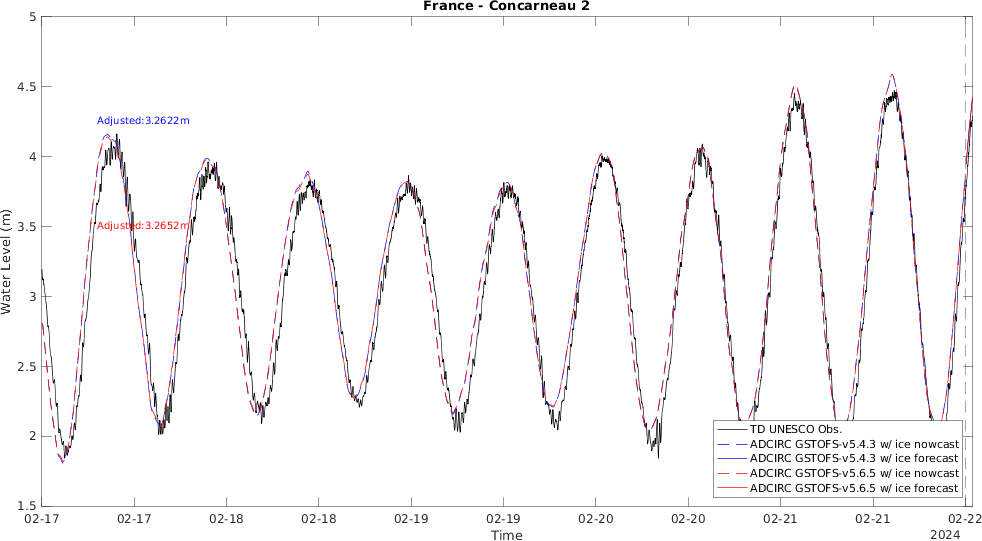 France - Concarneau 2
5
4.5
4
3.5
3
2.5
2
1.5
Water Level (m)
Adjusted:3.2622m
Adjusted:3.2652m
TD UNESCO Obs.
ADCIRC GSTOFS-v5.4.3 w/ ice nowcast
ADCIRC GSTOFS-v5.4.3 w/ ice forecast
ADCIRC GSTOFS-v5.6.5 w/ ice nowcast
ADCIRC GSTOFS-v5.6.5 w/ ice forecast
02-17 02-17 02-18 02-18 02-19 02-19 02-20 02-20 02-21 02-21 02-22
Time
2024